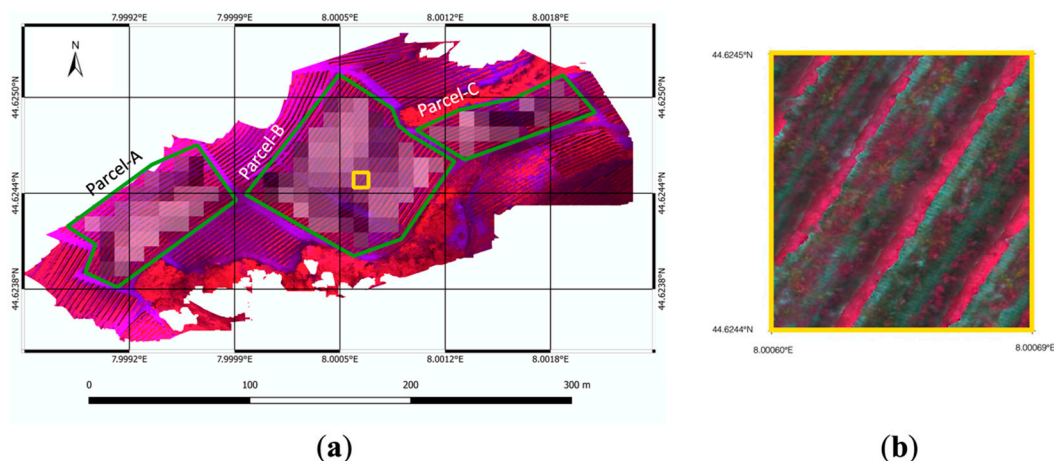 7.9992°E 7.9999°E 8.0005°E 8.0012°E 8.0018°E
N
44.6250°N 44.6250°N
44.6244°N 44.6244°N
44.6238°N 44.6238°N
Parcel-A
Parcel-B
Parcel-C
7.9992°E 7.9999°E 8.0005°E 8.0012°E 8.0018°E
0 100 200 300 m
(a)
44.6245°N
44.6244°N
8.00060°E 8.00069°E
(b)